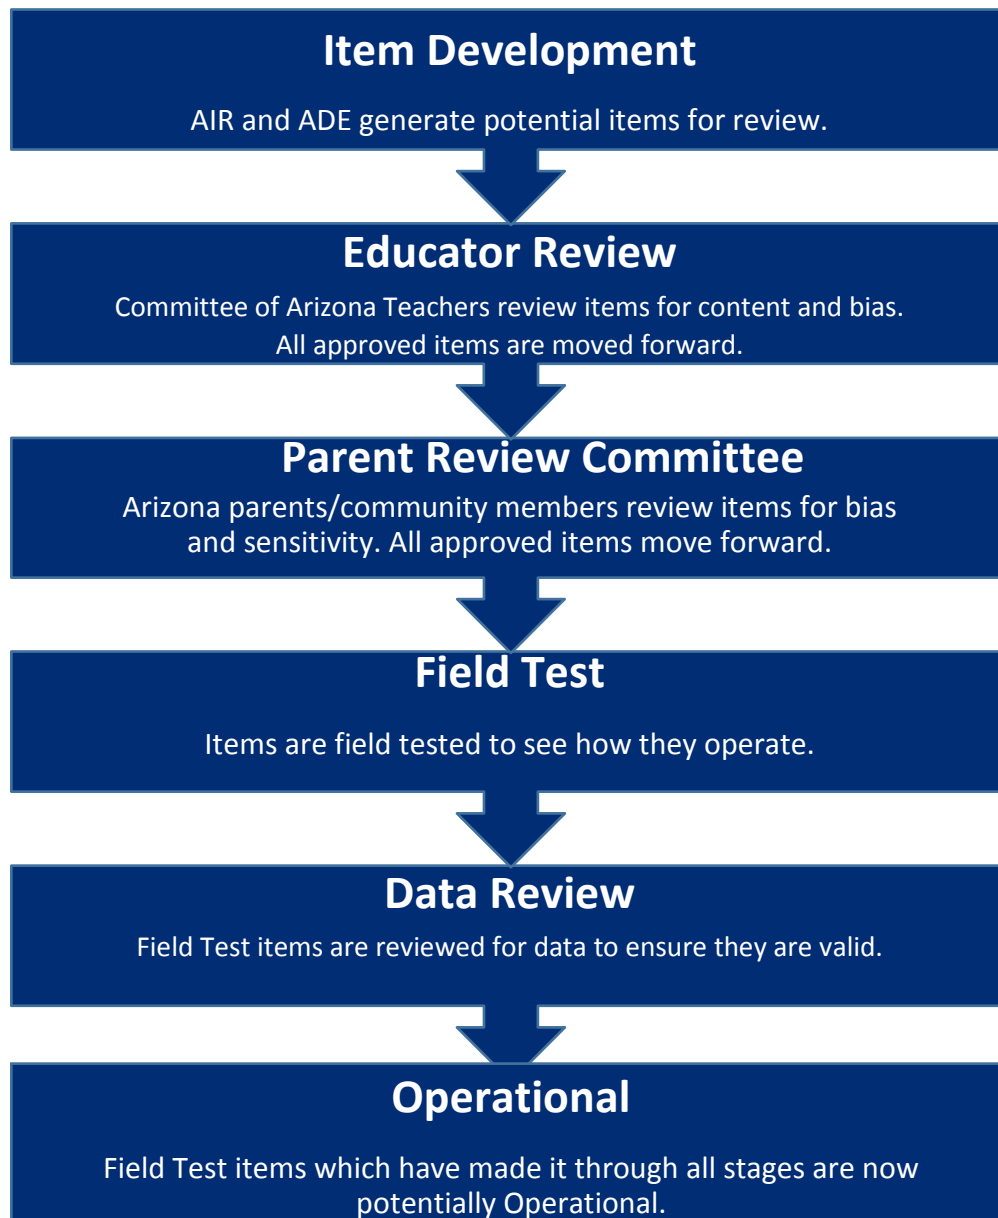 Item Development
AIR and ADE generate potential items for review.
Educator Review
Committee of Arizona Teachers review items for content and bias.
All approved items are moved forward.
Parent Review Committee
Arizona parents/community members review items for bias
and sensitivity. All approved items move forward.
Field Test
Items are field tested to see how they operate.
Data Review
Field Test items are reviewed for data to ensure they are valid.
Operational
Field Test items which have made it through all stages are now
potentially Operational.